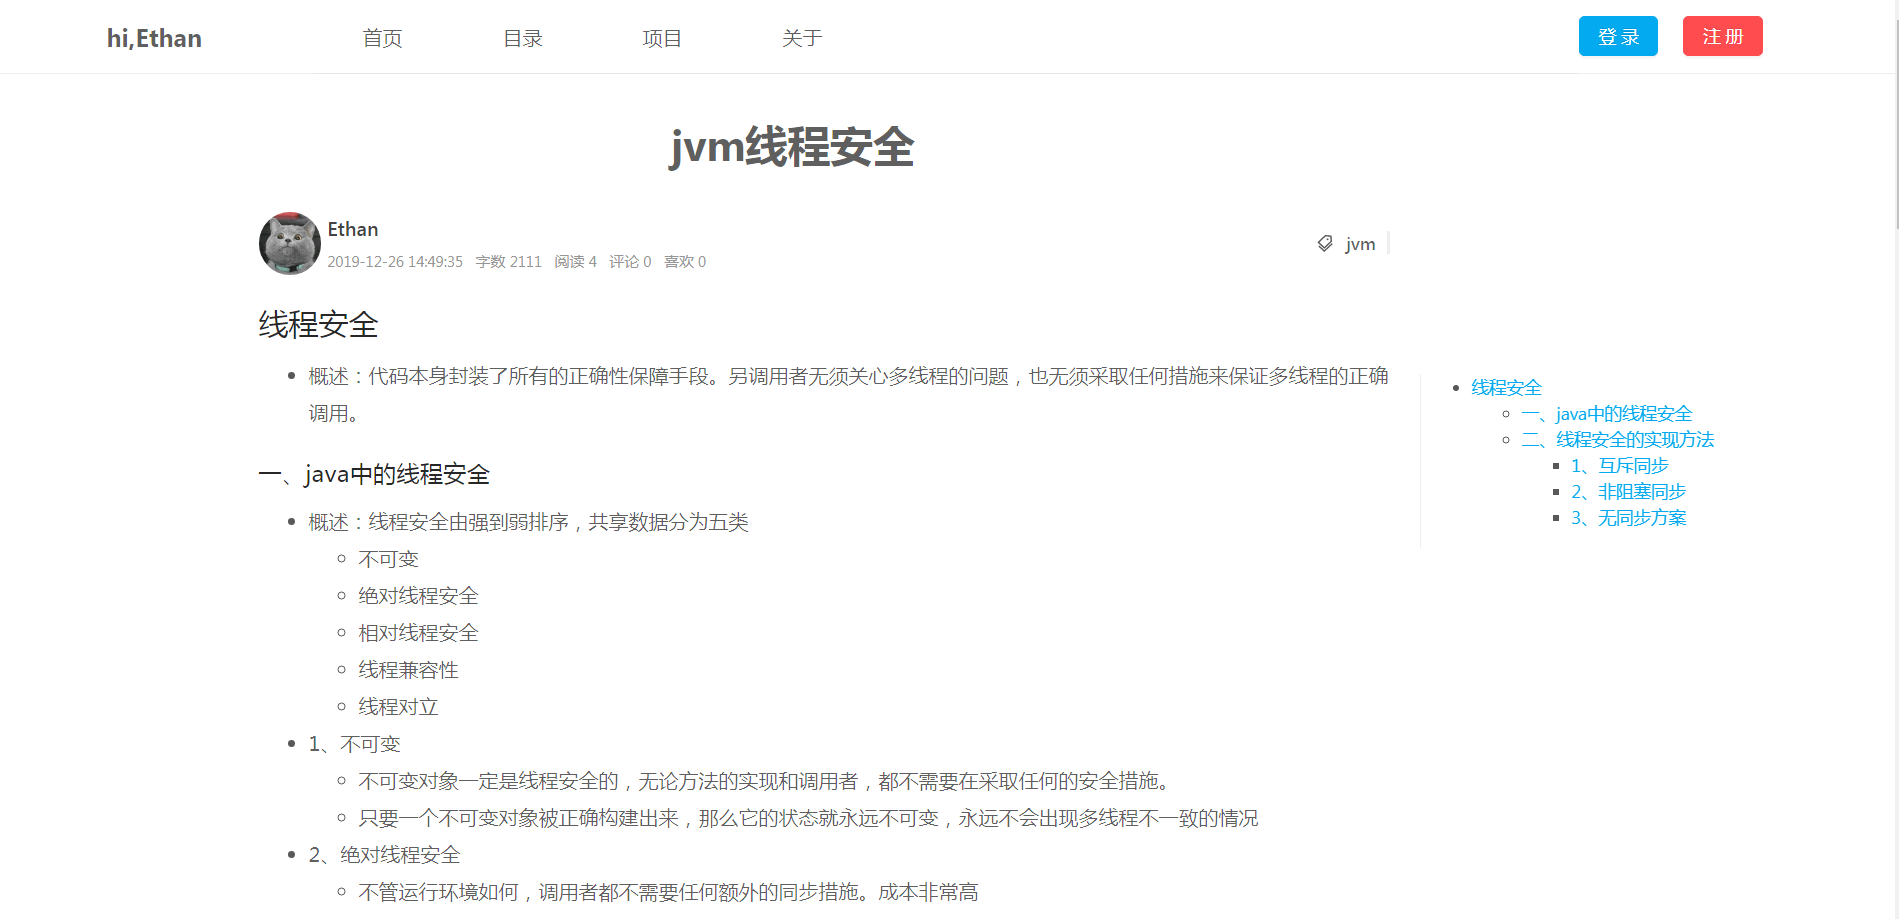 hi,Ethan 首页 目录 项目 关于 登录 注册
jvm线程安全
Ethan
2019-12-26 14:49:35 字数 2111 阅读 4 评论 0 喜欢 0
jvm
线程安全
概述：代码本身封装了所有的正确性保障手段。另调用者无须关心多线程的问题，也无须采取任何措施来保证多线程的正确
调用。
一、java中的线程安全
概述：线程安全由强到弱排序，共享数据分为五类
不可变
绝对线程安全
相对线程安全
线程兼容性
线程对立
1、不可变
不可变对象一定是线程安全的，无论方法的实现和调用者，都不需要在采取任何的安全措施。
只要一个不可变对象被正确构建出来，那么它的状态就永远不可变，永远不会出现多线程不一致的情况
2、绝对线程安全
不管运行环境如何，调用者都不需要任何额外的同步措施。成本非常高
线程安全
一、java中的线程安全
二、线程安全的实现方法
1、互斥同步
2、非阻塞同步
3、无同步方案